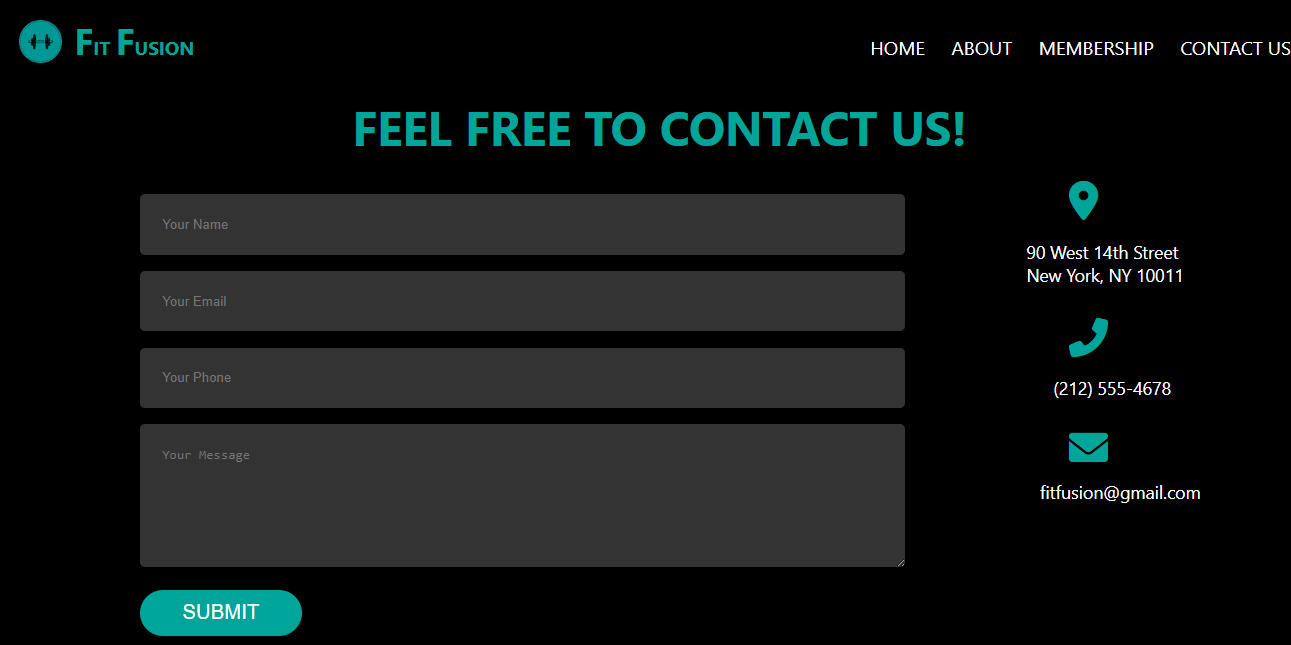 Fit Fusion
HOME ABOUT MEMBERSHIP CONTACT US
FEEL FREE TO CONTACT US!
Your Name
Your Email
Your Phone
Your Message
SUBMIT
90 West 14th Street
New York, NY 10011
(212) 555-4678
fitfusion@gmail.com